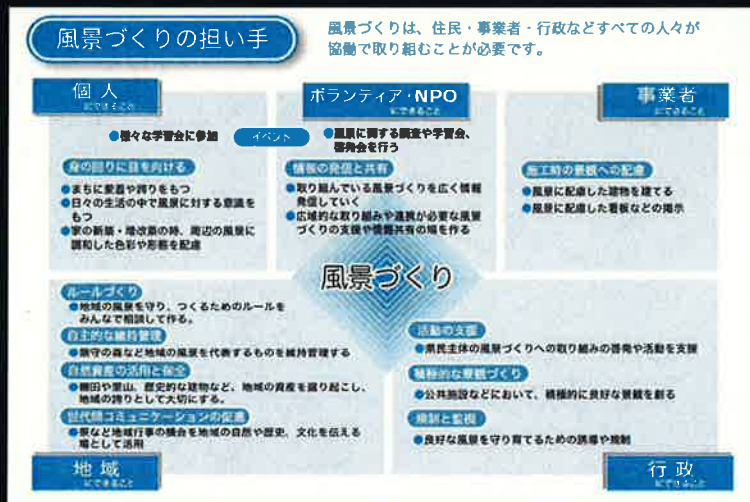 風景づくりの担い手
風景づくりは、住民・事業者・行政などすべての人々が
協働で取り組むことが必要です。
個人
にできること
ボランティア・NPO
にできること
事業者
にできること
●様々な学習会に参加
イベント
●風景に関する調査や学習会、
啓発会を行う
身の回りに目を向ける
●まちに愛着や誇りをもつ
●日々の生活の中で風景に対する意識を
もつ
●家の新築・増改築の時、周辺の風景に
調和した色彩や形態を配慮
情報の発信と共有
●取り組んでいる風景づくりを広く情報
発信していく
●広域的な取り組みや連携が必要な風景
づくりの支援や情報共有の場を作る
施工時の景観への配慮
●風景に配慮した建物を建てる
●風景に配慮した看板などの掲示
風景づくり
ルールづくり
●地域の風景を守り、つくるためのルールを
みんなで相談して作る。
自主的な維持管理
●鎮守の森など地域の風景を代表するものを維持管理する
自然資産の活用と保全
●棚田や里山、歴史的な建物など、地域の資産を掘り起こし、
地域の誇りとして大切にする。
世代間コミュニケーションの促進
●祭など地域行事の機会を地域の自然や歴史、文化を伝える
場として活用
地域
にできること
活動の支援
●県民主体の風景づくりへの取り組みの啓発や活動を支援
積極的な景観づくり
●公共施設などにおいて、積極的に良好な景観を創る
規制と監視
●良好な風景を守り育てるための誘導や規制
行政
にできること